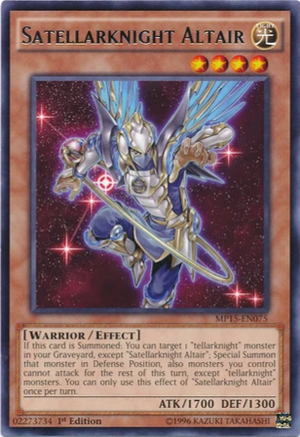 SATELLARKNIGHT ALTAIR
LIGHT
光
MP15-EN075
[WARRIOR / EFFECT]
If this card is Summoned: You can target 1 "tellarknight"
monster in your Graveyard, except "Satellarknight Altair"; Special Summon
that monster in Defense Position, also monsters you control
cannot attack for the rest of this turn, except "tellarknight"
monsters. You can only use this effect of "Satellarknight Altair"
once per turn.
ATK/1700 DEF/1300
02273734 1st Edition ©1996 KAZUKI TAKAHASHI